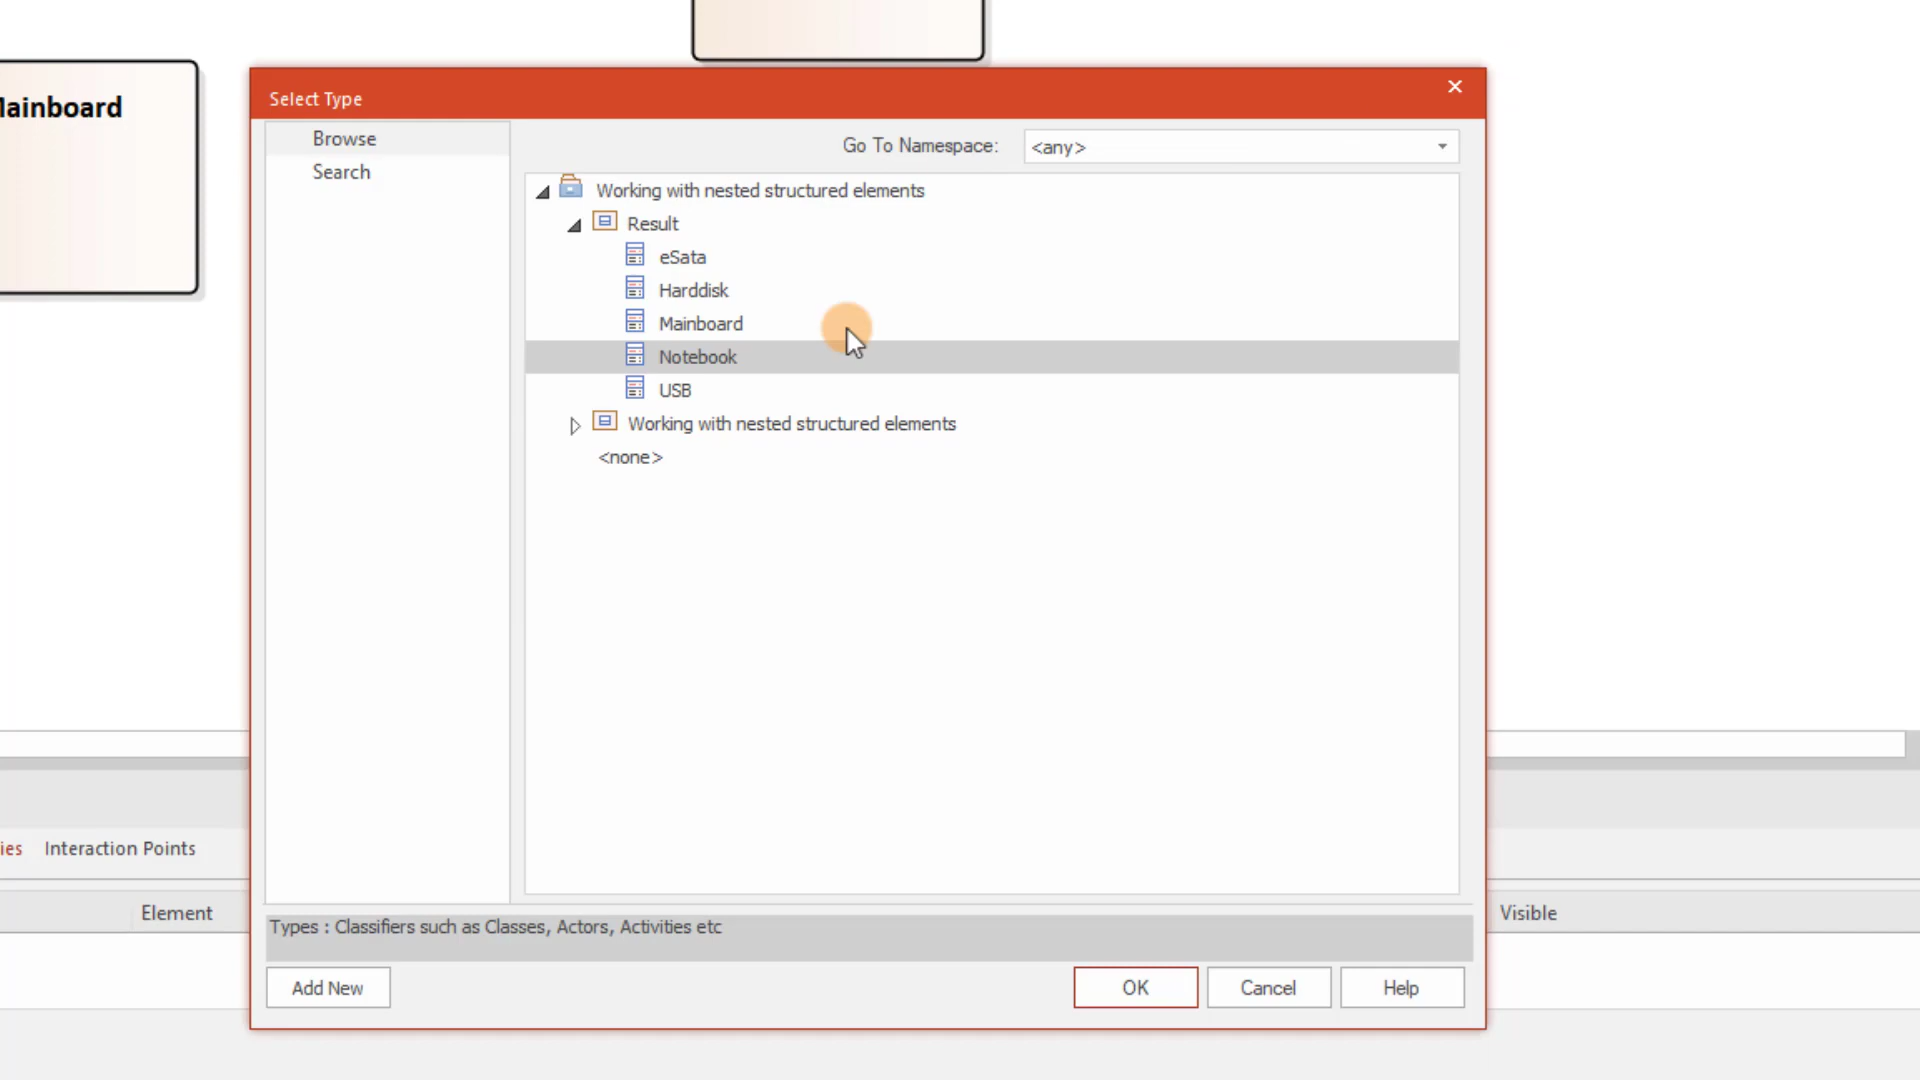 lainboard
Select Type
Browse
Search
Go To Namespace:
<any>
Working with nested structured elements
Result
eSata
Harddisk
Mainboard
Notebook
USB
Working with nested structured elements
<none>
ies
Interaction Points
Element
Visible
Types : Classifiers such as Classes, Actors, Activities etc
Add New
OK
Cancel
Help